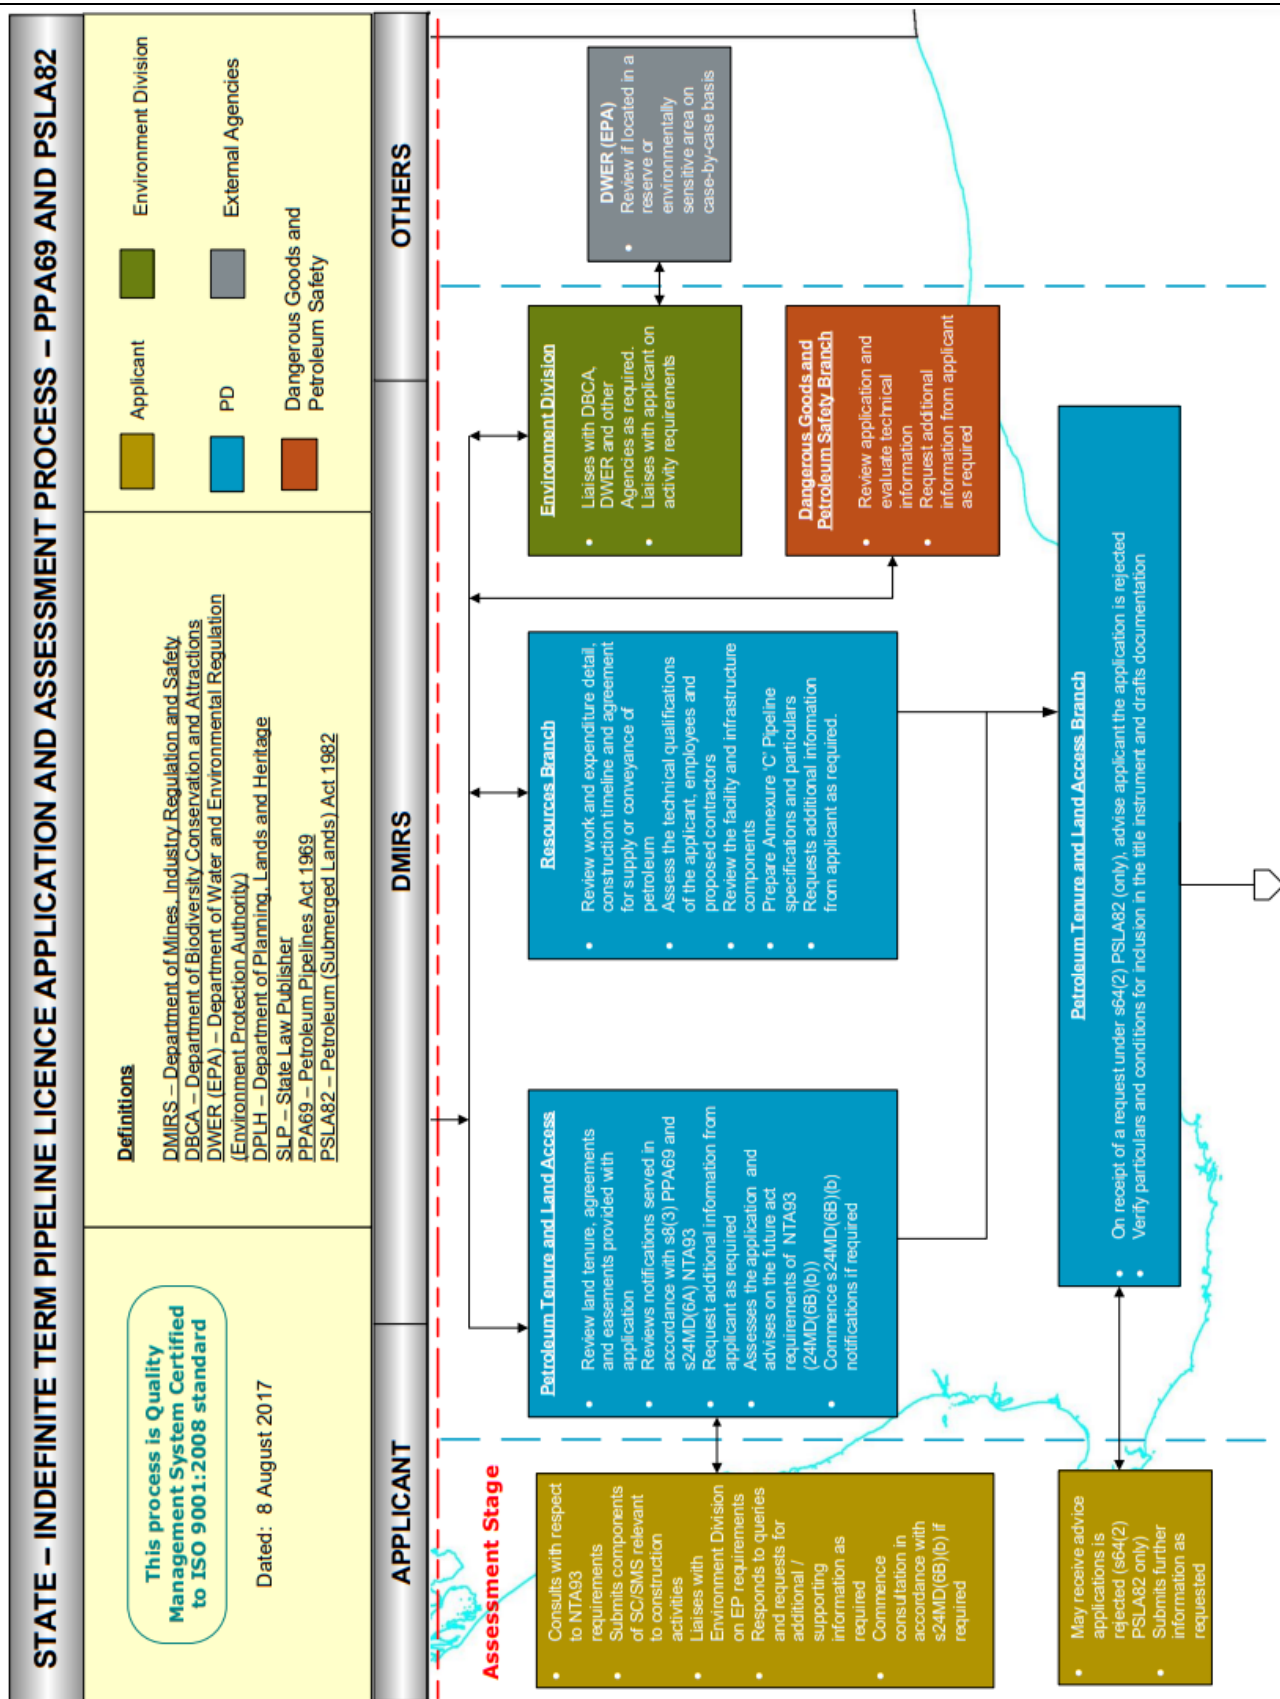 STATE – INDEFINITE TERM PIPELINE LICENCE APPLICATION AND ASSESSMENT PROCESS – PPA69 AND PSLA82
This process is Quality
Management System Certified
to ISO 9001:2008 standard
Dated:  8 August 2017
Definitions
DMIRS – Department of Mines, Industry Regulation and Safety
DBCA – Department of Biodiversity Conservation and Attractions
DWER (EPA) – Department of Water and Environmental Regulation
(Environment Protection Authority)
DPLH – Department of Planning, Lands and Heritage
SLP – State Law Publisher
PPA69 – Petroleum Pipelines Act 1969
PSLA82 – Petroleum (Submerged Lands) Act 1982
Applicant
Environment Division
PD
External Agencies
Dangerous Goods and
Petroleum Safety
APPLICANT
DMIRS
OTHERS
Assessment Stage
• Consults with respect
to NTA93
requirements
• Submits components
of SC/SMS relevant
to construction
activities
• Liaises with
Environment Division
on EP requirements
• Responds to queries
and requests for
additional /
supporting
information as
required
• Commence
consultation in
accordance with
s24MD(6B)(b) if
required
Petroleum Tenure and Land Access
• Review land tenure, agreements
and easements provided with
application
• Reviews notifications served in
accordance with s8(3) PPA69 and
s24MD(6A) NTA93
• Request additional information from
applicant as required
• Assesses the application and
advises on the future act
requirements of NTA93
(24MD(6B)(b))
• Commence s24MD(6B)(b)
notifications if required
Resources Branch
• Review work and expenditure detail,
construction timeline and agreement
for supply or conveyance of
petroleum
• Assess the technical qualifications
of the applicant, employees and
proposed contractors
• Review the facility and infrastructure
components
• Prepare Annexure ‘C’ Pipeline
specifications and particulars
• Requests additional information
from applicant as required.
Environment Division
• Liaises with DBCA,
DWER and other
Agencies as required.
• Liaises with applicant on
activity requirements
DWER (EPA)
• Review if located in a
reserve or
environmentally
sensitive area on
case-by-case basis
Dangerous Goods and
Petroleum Safety Branch
• Review application and
evaluate technical
information
• Request additional
information from applicant
as required
• May receive advice
applications is
rejected (s64(2)
PSLA82 only)
• Submits further
information as
requested
Petroleum Tenure and Land Access Branch
• On receipt of a request under s64(2) PSLA82 (only), advise applicant the application is rejected
• Verify particulars and conditions for inclusion in the title instrument and drafts documentation